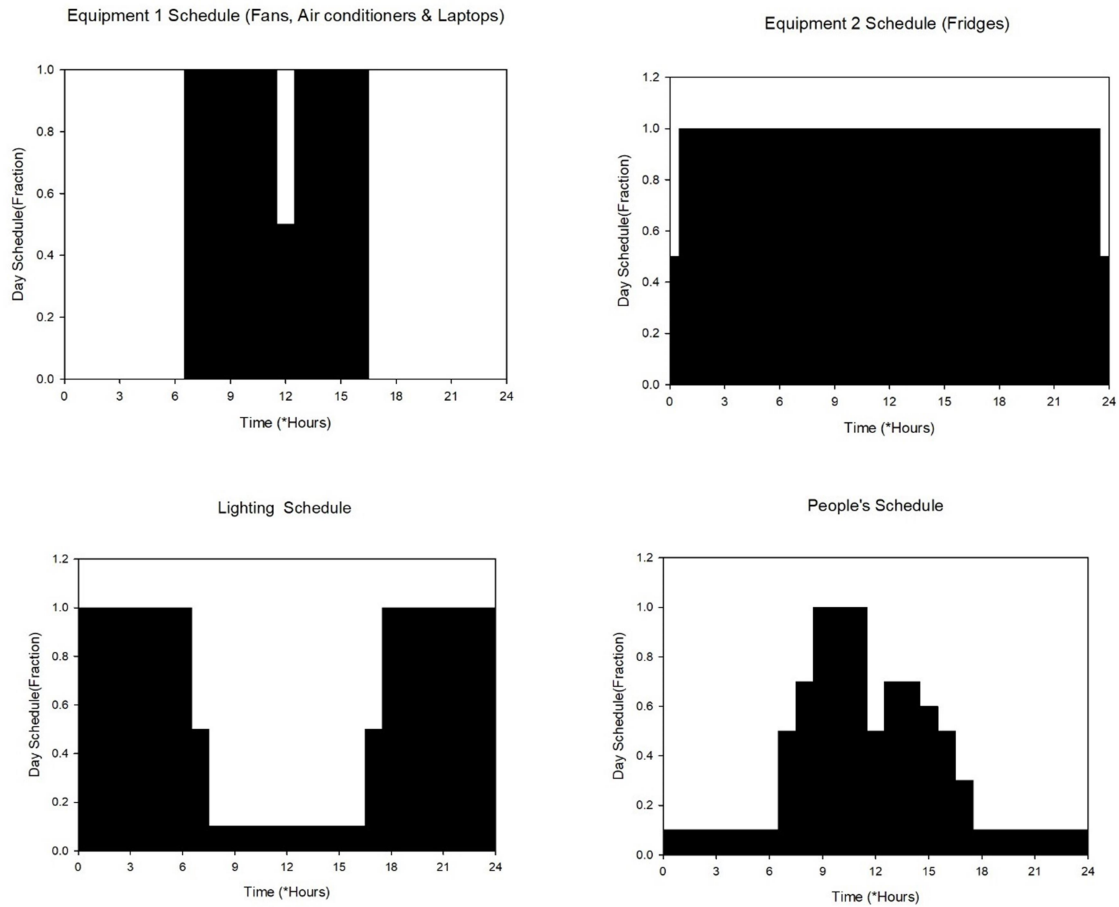 Equipment 1 Schedule (Fans, Air conditioners & Laptops)
1.0
0.8
0.6
0.4
0.2
0.0
Day Schedule(Fraction)
0 3 6 9 12 15 18 21 24
Time (*Hours)
Equipment 2 Schedule (Fridges)
1.2
1.0
0.8
0.6
0.4
0.2
0.0
Day Schedule(Fraction)
0 3 6 9 12 15 18 21 24
Time (*Hours)
Lighting Schedule
1.2
1.0
0.8
0.6
0.4
0.2
0.0
Day Schedule(Fraction)
0 3 6 9 12 15 18 21 24
Time (*Hours)
People's Schedule
1.2
1.0
0.8
0.6
0.4
0.2
0.0
Day Schedule(Fraction)
0 3 6 9 12 15 18 21 24
Time (*Hours)